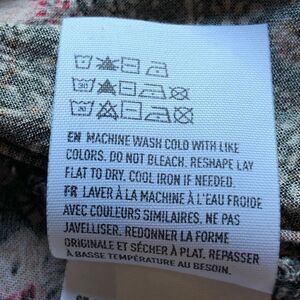 EN MACHINE WASH COLD WITH LIKE
COLORS. DO NOT BLEACH. RESHAPE LAY
FLAT TO DRY. COOL IRON IF NEEDED.
FR LAVER À LA MACHINE À L'EAU FROIDE
AVEC COULEURS SIMILAIRES. NE PAS
JAVELLISER. REDONNER LA FORME
ORIGINALE ET SÉCHER À PLAT. REPASSER
À BASSE TEMPÉRATURE AU BESOIN.